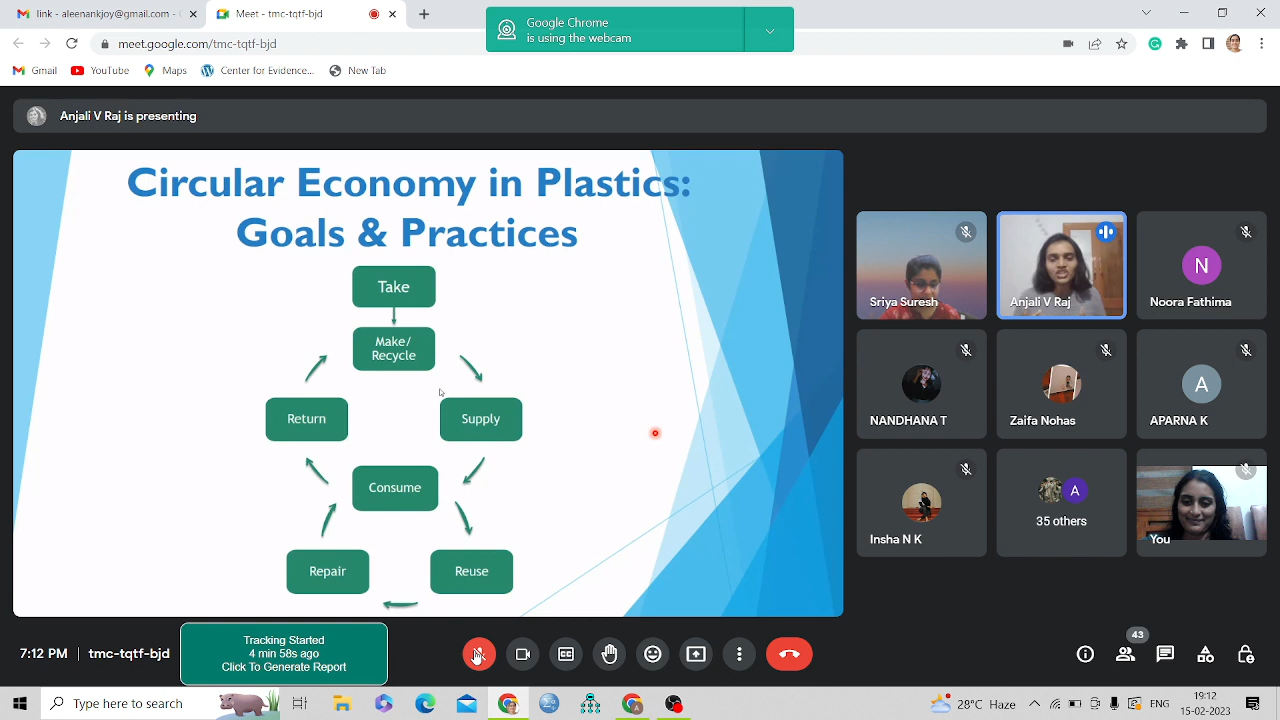 link - aleenanikjoy@gmail.com -
Meet - tmc-tqtf-bjd
Google Chrome
is using the webcam
meet.google.com/tmc-tqtf-bjd
Gmail
YouTube
Maps
Center for Evidence...
New Tab
Anjali V Raj is presenting
Circular Economy in Plastics:
Goals & Practices
Take
Make/
Recycle
Return
Supply
Consume
Repair
Reuse
Sriya Suresh
Anjali V Raj
N
Noora Fathima
NANDHANA T
Zaifa Nohas
A
APARNA K
Insha N K
A
35 others
You
7:12 PM
tmc-tqtf-bjd
Tracking Started
4 min 58s ago
Click To Generate Report
43
Type here to search
A
28°C Haze
ENG
19:12
15-02-2023